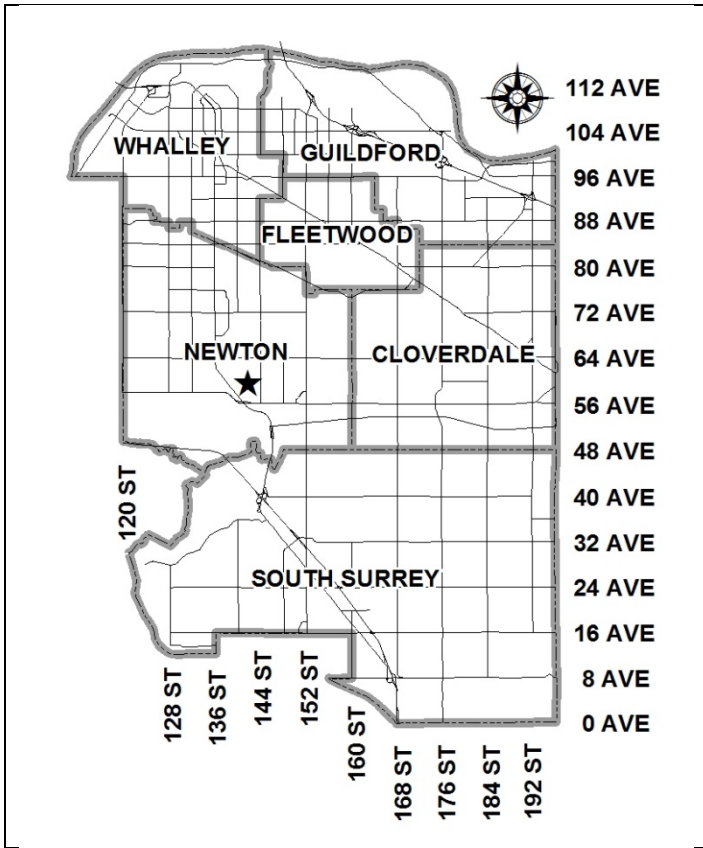 112 AVE
104 AVE
WHALLEY
GUILDFORD
96 AVE
88 AVE
FLEETWOOD
80 AVE
72 AVE
NEWTON
CLOVERDALE
64 AVE
56 AVE
48 AVE
120 ST
40 AVE
32 AVE
SOUTH SURREY
24 AVE
16 AVE
128 ST
136 ST
144 ST
152 ST
160 ST
8 AVE
0 AVE
168 ST
176 ST
184 ST
192 ST